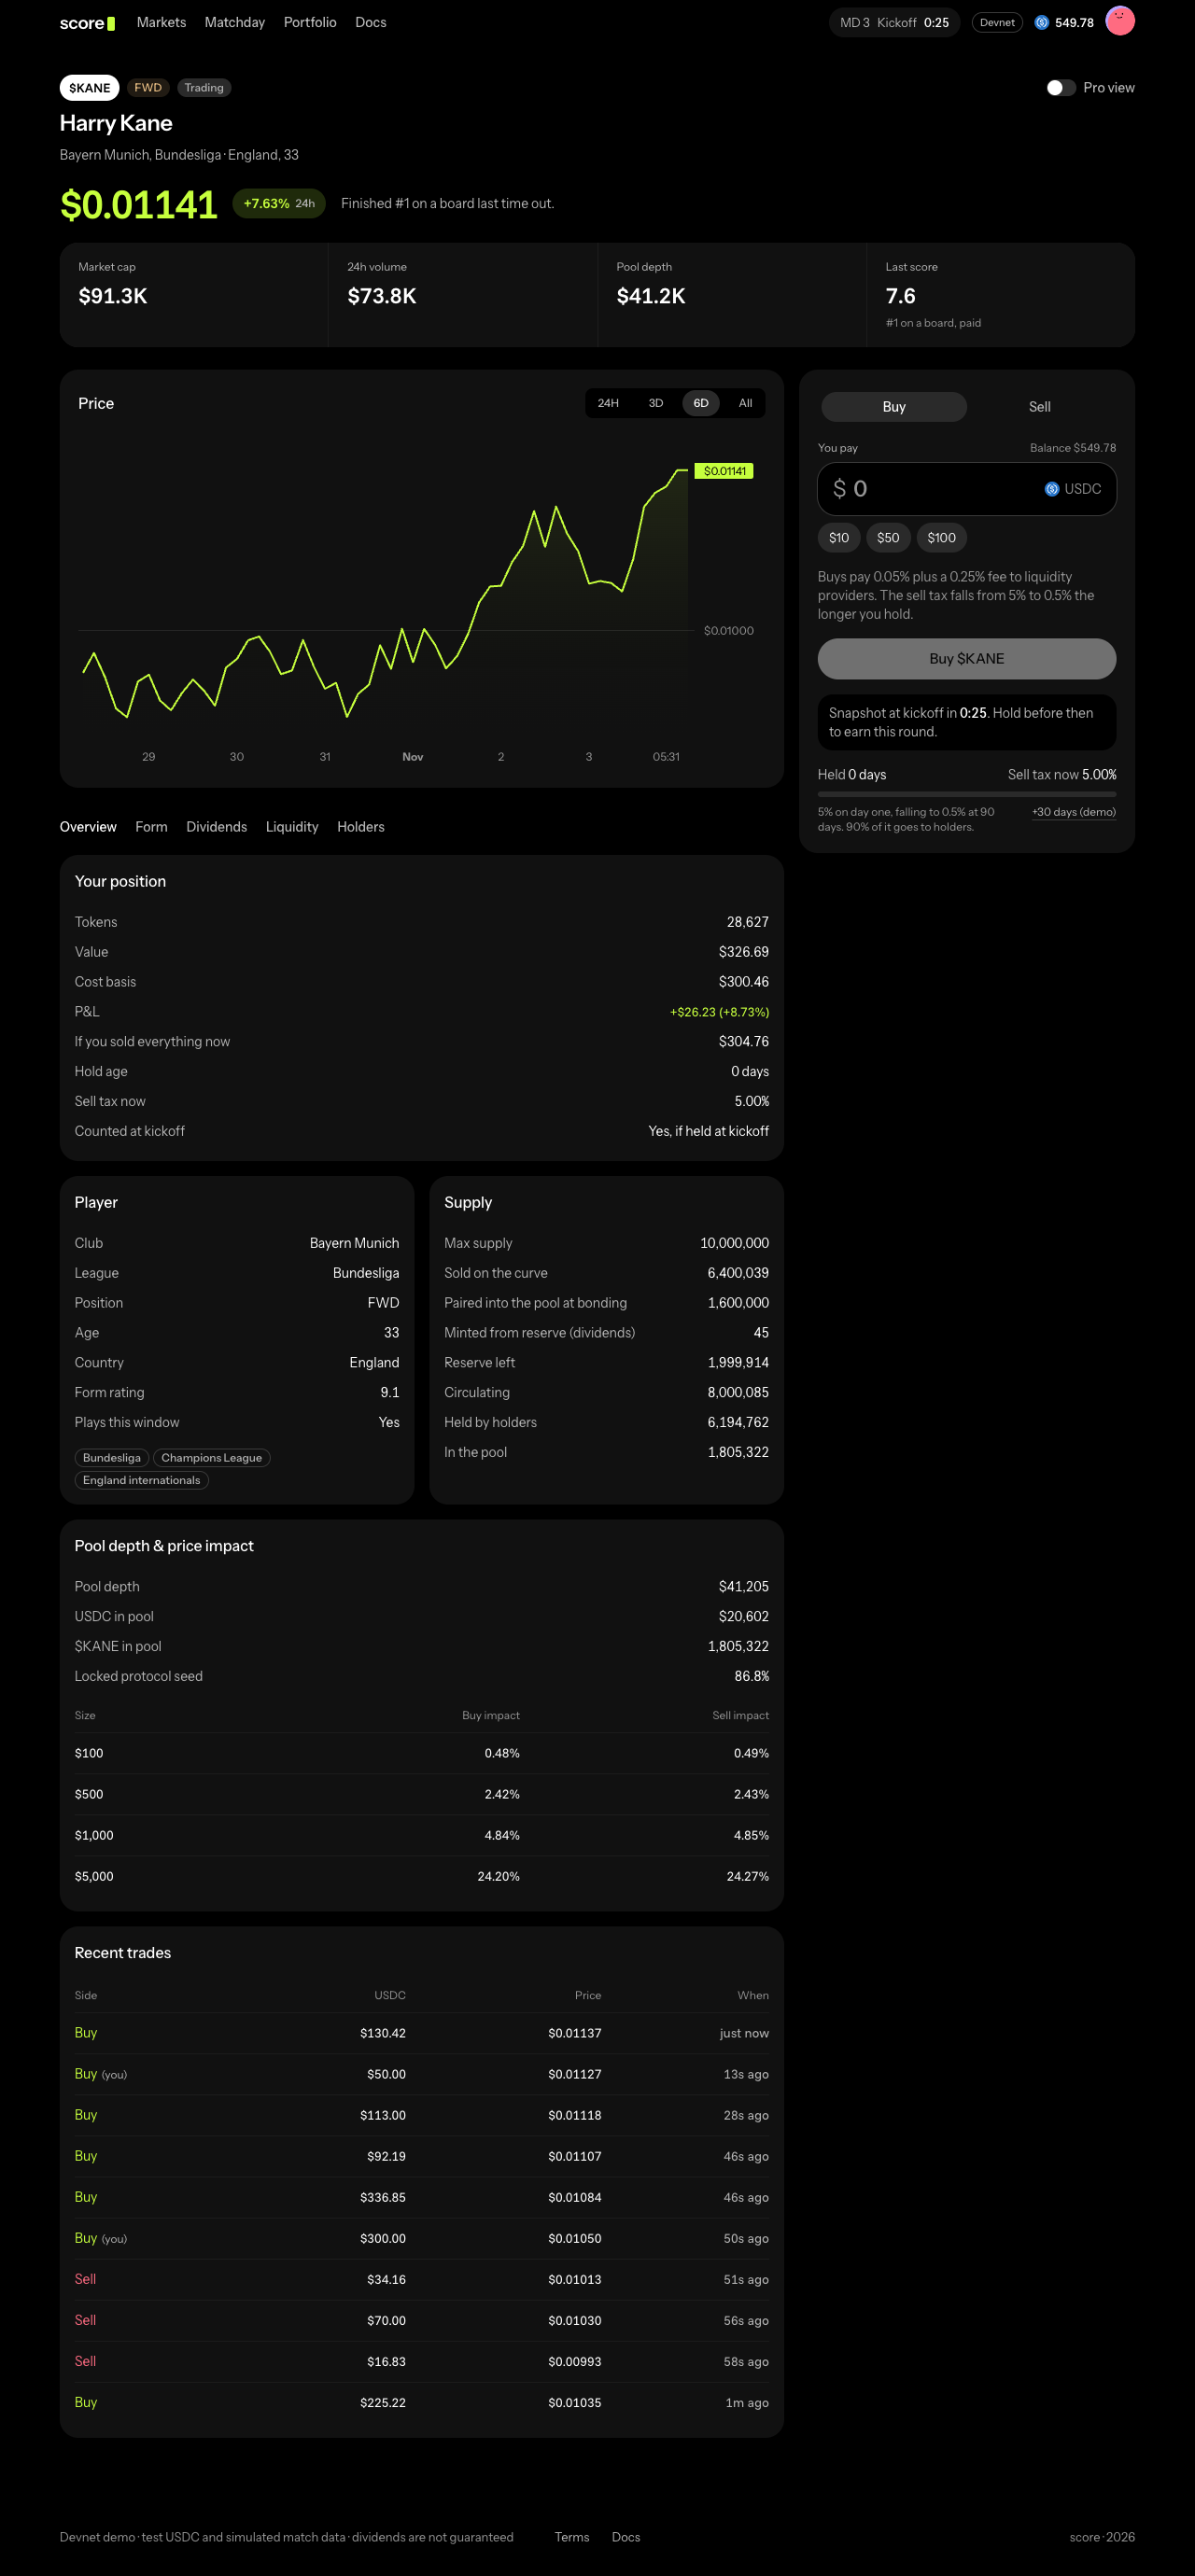 score Markets Matchday Portfolio Docs MD 3 Kickoff 0:25 Devnet 549.78
$KANE FWD Trading Pro view
Harry Kane
Bayern Munich, Bundesliga · England, 33
$0.01141 +7.63% 24h Finished #1 on a board last time out.
Market cap 24h volume Pool depth Last score
$91.3K $73.8K $41.2K 7.6
#1 on a board, paid
Price 24H 3D 6D All
$0.01141
$0.01000
29 30 31 Nov 2 3 05:31
Buy Sell
You pay Balance $549.78
$ 0 USDC
$10 $50 $100
Buys pay 0.05% plus a 0.25% fee to liquidity
providers. The sell tax falls from 5% to 0.5% the
longer you hold.
Buy $KANE
Snapshot at kickoff in 0:25. Hold before then
to earn this round.
Held 0 days Sell tax now 5.00%
5% on day one, falling to 0.5% at 90 +30 days (demo)
days. 90% of it goes to holders.
Overview Form Dividends Liquidity Holders
Your position
Tokens 28,627
Value $326.69
Cost basis $300.46
P&L +$26.23 (+8.73%)
If you sold everything now $304.76
Hold age 0 days
Sell tax now 5.00%
Counted at kickoff Yes, if held at kickoff
Player
Club Bayern Munich
League Bundesliga
Position FWD
Age 33
Country England
Form rating 9.1
Plays this window Yes
Bundesliga Champions League
England internationals
Supply
Max supply 10,000,000
Sold on the curve 6,400,039
Paired into the pool at bonding 1,600,000
Minted from reserve (dividends) 45
Reserve left 1,999,914
Circulating 8,000,085
Held by holders 6,194,762
In the pool 1,805,322
Pool depth & price impact
Pool depth $41,205
USDC in pool $20,602
$KANE in pool 1,805,322
Locked protocol seed 86.8%
Size Buy impact Sell impact
$100 0.48% 0.49%
$500 2.42% 2.43%
$1,000 4.84% 4.85%
$5,000 24.20% 24.27%
Recent trades
Side USDC Price When
Buy $130.42 $0.01137 just now
Buy (you) $50.00 $0.01127 13s ago
Buy $113.00 $0.01118 28s ago
Buy $92.19 $0.01107 46s ago
Buy $336.85 $0.01084 46s ago
Buy (you) $300.00 $0.01050 50s ago
Sell $34.16 $0.01013 51s ago
Sell $70.00 $0.01030 56s ago
Sell $16.83 $0.00993 58s ago
Buy $225.22 $0.01035 1m ago
Devnet demo · test USDC and simulated match data · dividends are not guaranteed Terms Docs score · 2026